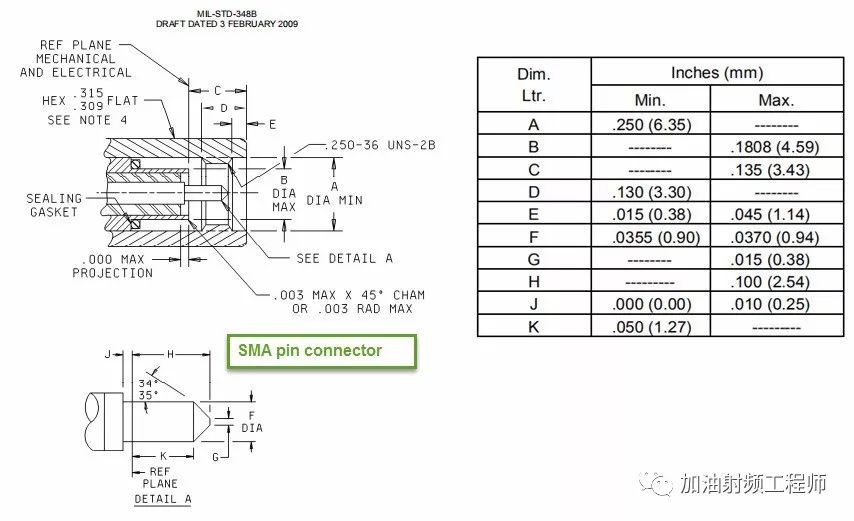 MIL-STD-348B
DRAFT DATED 3 FEBRUARY 2009
REF PLANE
MECHANICAL
AND ELECTRICAL
C
D
E
HEX .315
.309 FLAT
SEE NOTE 4
.250-36 UNS-2B
B
DIA
MAX
A
DIA MIN
SEALING
GASKET
SEE DETAIL A
.000 MAX
PROJECTION
.003 MAX X 45° CHAM
OR .003 RAD MAX
SMA pin connector
J
H
34°
35°
F
DIA
K
G
REF
PLANE
DETAIL A
Dim. Ltr. Inches (mm)
Min. Max.
A .250 (6.35) --------
B -------- .1808 (4.59)
C -------- .135 (3.43)
D .130 (3.30) --------
E .015 (0.38) .045 (1.14)
F .0355 (0.90) .0370 (0.94)
G -------- .015 (0.38)
H --------- .100 (2.54)
J .000 (0.00) .010 (0.25)
K .050 (1.27) ---------
加油射频工程师